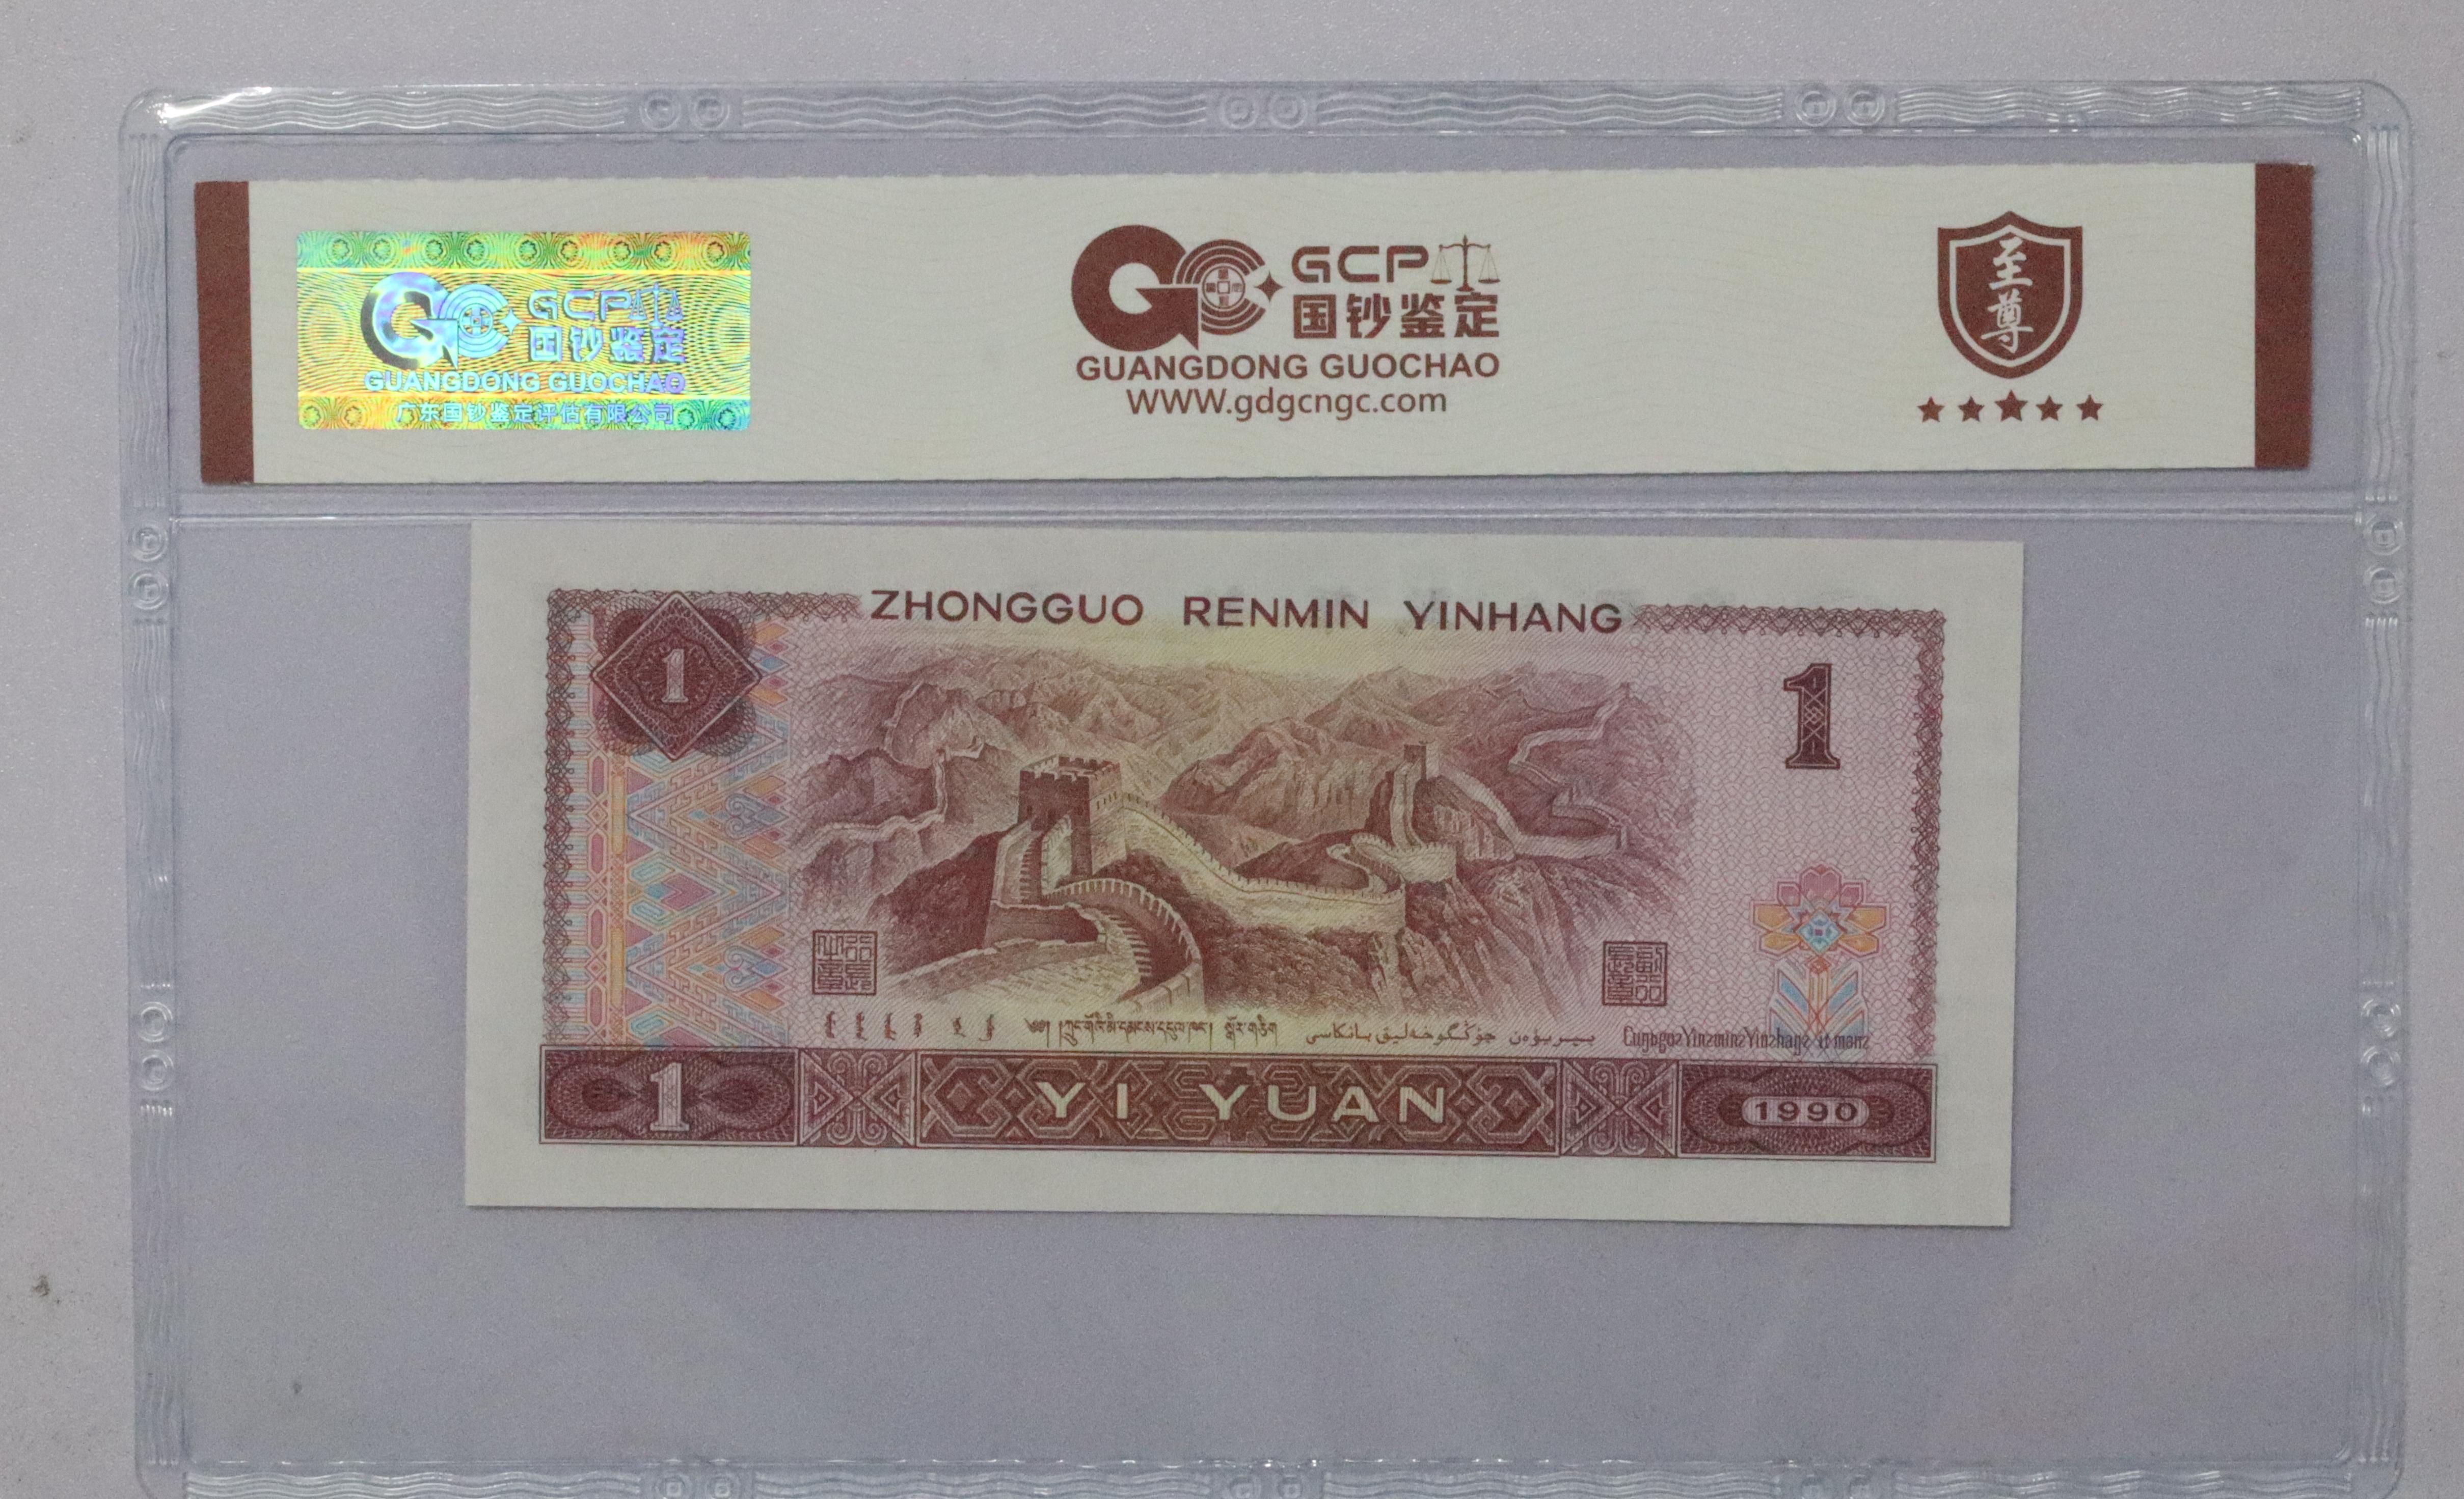 GCP
国钞鉴定
GUANGDONG GUOCHAO
广东国钞鉴定评估有限公司
GCP
国钞鉴定
GUANGDONG GUOCHAO
WWW.gdgcngc.com
至尊
ZHONGGUO RENMIN YINHANG
1
1
YI YUAN
1
1990